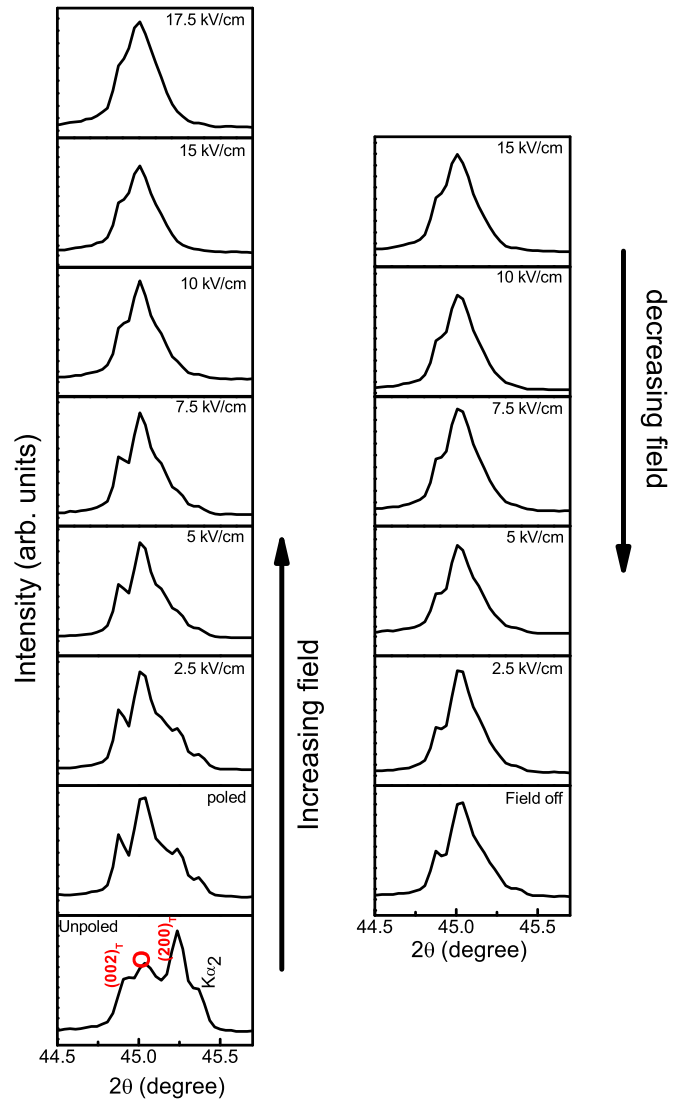 17.5 kV/cm
15 kV/cm
10 kV/cm
7.5 kV/cm
5 kV/cm
2.5 kV/cm
poled
Unpoled
(002)T
O
(200)T
Kα2
44.5 45.0 45.5
2θ (degree)
Intensity (arb. units)
Increasing field
15 kV/cm
10 kV/cm
7.5 kV/cm
5 kV/cm
2.5 kV/cm
Field off
44.5 45.0 45.5
2θ (degree)
decreasing field